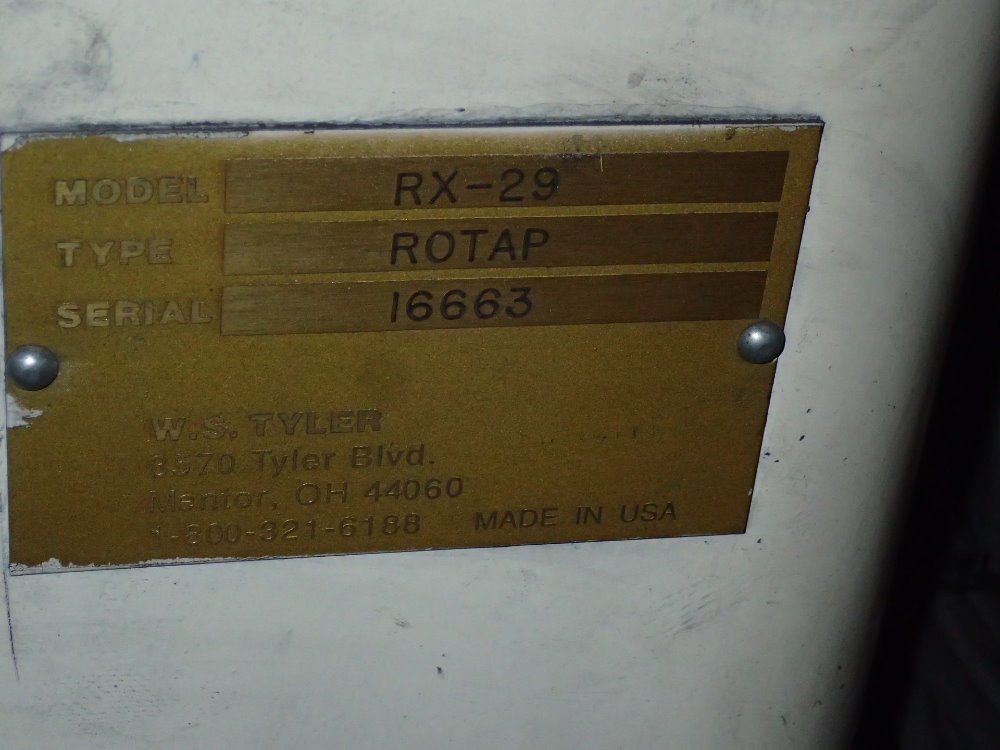 MODEL RX-29
TYPE ROTAP
SERIAL 16663
W.S. TYLER
8570 Tyler Blvd.
Mentor, OH 44060
1-800-321-6188 MADE IN USA